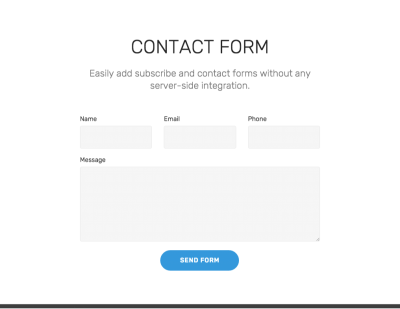 CONTACT FORM
Easily add subscribe and contact forms without any
server-side integration.
Name Email Phone
Message
SEND FORM